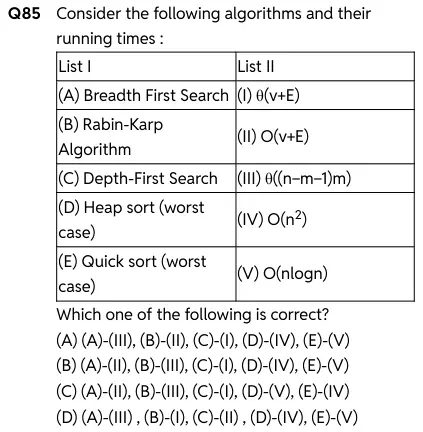 Q85 Consider the following algorithms and their
running times :
List I List II
(A) Breadth First Search (I) θ(v+E)
(B) Rabin-Karp
Algorithm (II) O(v+E)
(C) Depth-First Search (III) θ((n–m–1)m)
(D) Heap sort (worst
case) (IV) O(n²)
(E) Quick sort (worst
case) (V) O(nlogn)
Which one of the following is correct?
(A) (A)-(III), (B)-(II), (C)-(I), (D)-(IV), (E)-(V)
(B) (A)-(II), (B)-(III), (C)-(I), (D)-(IV), (E)-(V)
(C) (A)-(II), (B)-(III), (C)-(I), (D)-(V), (E)-(IV)
(D) (A)-(III) , (B)-(I), (C)-(II) , (D)-(IV), (E)-(V)